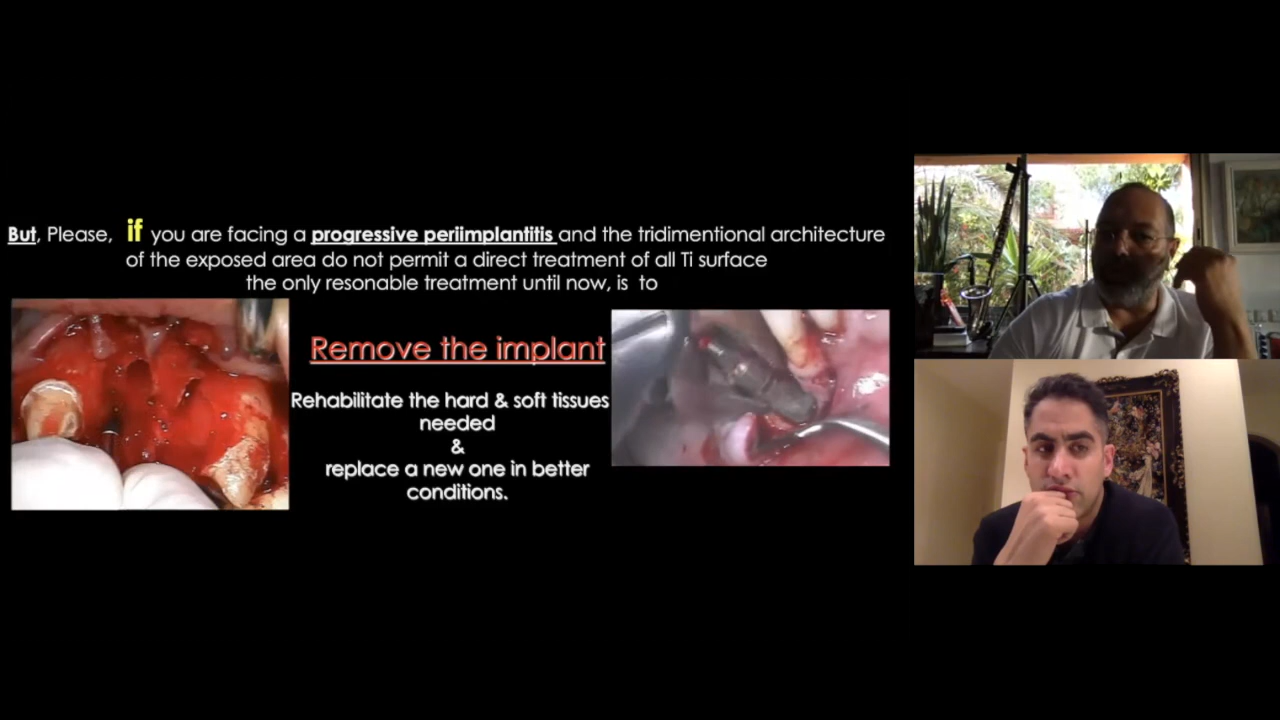 But, Please, if you are facing a progressive periimplantitis and the tridimentional architecture
of the exposed area do not permit a direct treatment of all Ti surface
the only resonable treatment until now, is to
Remove the implant
Rehabilitate the hard & soft tissues
needed
&
replace a new one in better
conditions.